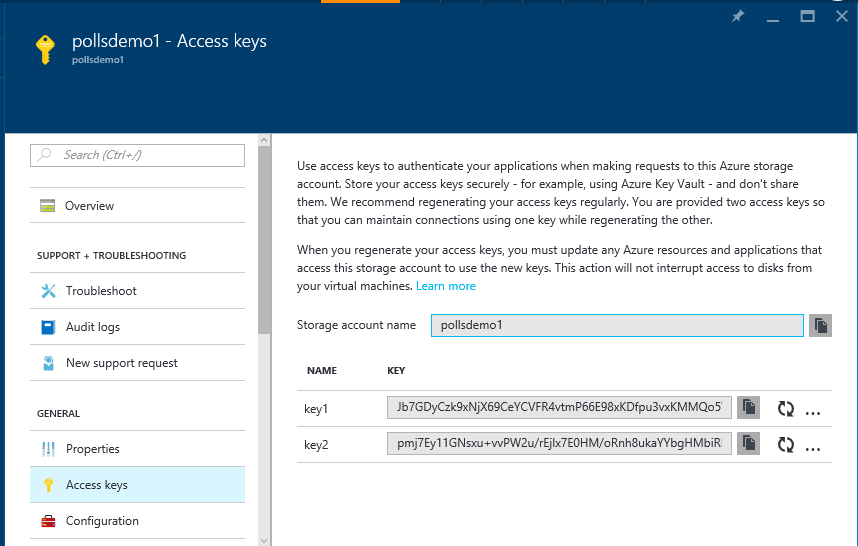 pollsdemo1 - Access keys
pollsdemo1
Search (Ctrl+/)
Overview
SUPPORT + TROUBLESHOOTING
Troubleshoot
Audit logs
New support request
GENERAL
Properties
Access keys
Configuration
Use access keys to authenticate your applications when making requests to this Azure storage
account. Store your access keys securely - for example, using Azure Key Vault - and don't share
them. We recommend regenerating your access keys regularly. You are provided two access keys so
that you can maintain connections using one key while regenerating the other.
When you regenerate your access keys, you must update any Azure resources and applications that
access this storage account to use the new keys. This action will not interrupt access to disks from
your virtual machines. Learn more
Storage account name pollsdemo1
NAME KEY
key1 Jb7GDyCzk9xNjX69CeYCVFR4vtmP66E98xKDfpu3vxKMMQo5
key2 pmj7Ey11GNsxu+vvPW2u/rEjIx7E0HM/oRnh8ukaYYbgHMbiR